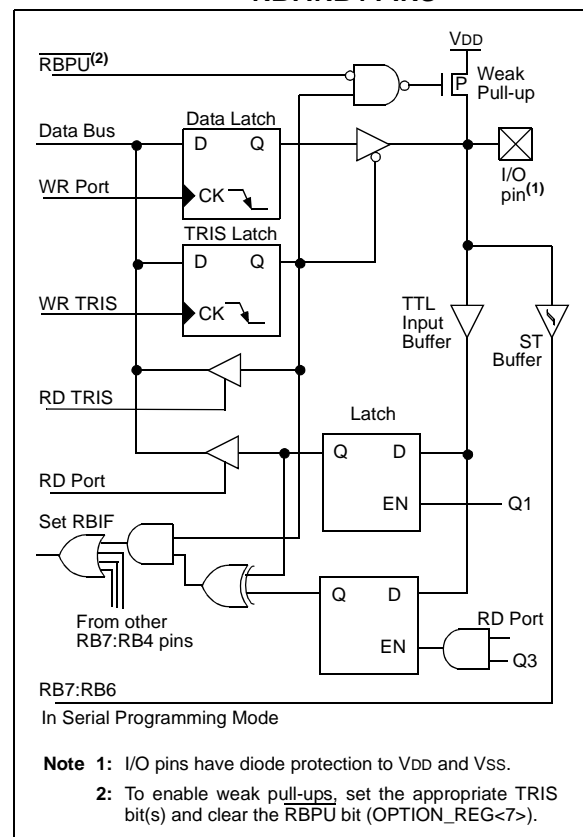 VDD
RBPU(2)
P
Weak
Pull-up
Data Latch
Data Bus
D Q
I/O
pin(1)
WR Port
CK
TRIS Latch
D Q
WR TRIS
CK
TTL
Input
Buffer
ST
Buffer
RD TRIS
Latch
Q D
RD Port
EN
Q1
Set RBIF
Q D
From other
RB7:RB4 pins
RD Port
EN
Q3
RB7:RB6
In Serial Programming Mode
Note 1: I/O pins have diode protection to VDD and VSS.
2: To enable weak pull-ups, set the appropriate TRIS
bit(s) and clear the RBPU bit (OPTION_REG<7>).